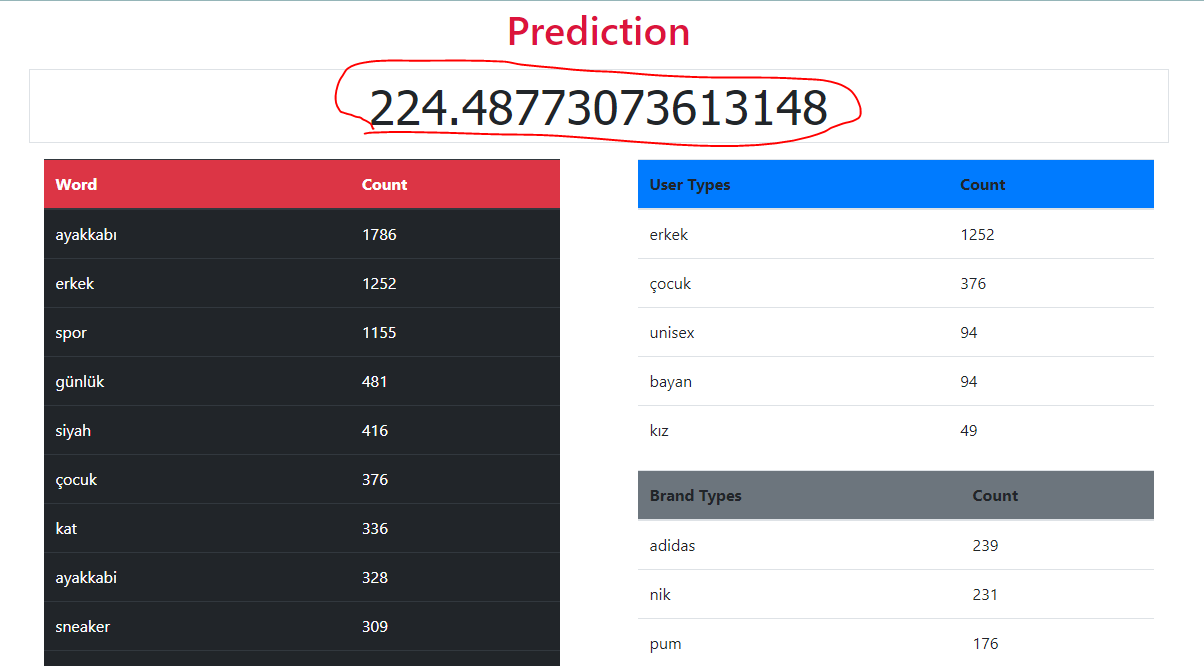 Prediction
224.48773073613148
Word Count
ayakkabı 1786
erkek 1252
spor 1155
günlük 481
siyah 416
çocuk 376
kat 336
ayakkabi 328
sneaker 309
User Types Count
erkek 1252
çocuk 376
unisex 94
bayan 94
kız 49
Brand Types Count
adidas 239
nik 231
pum 176